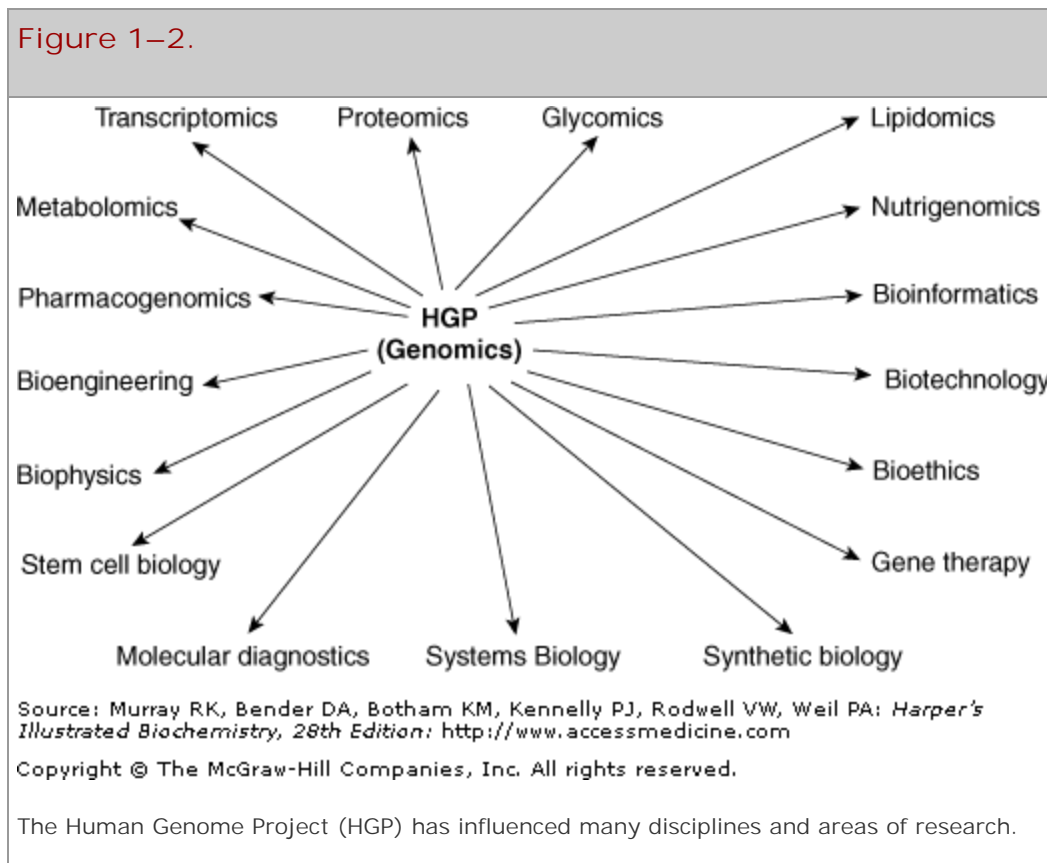 Figure 1–2.
Transcriptomics Proteomics Glycomics Lipidomics
Metabolomics Nutrigenomics
Pharmacogenomics Bioinformatics
HGP
(Genomics)
Bioengineering Biotechnology
Biophysics Bioethics
Stem cell biology Gene therapy
Molecular diagnostics Systems Biology Synthetic biology
Source: Murray RK, Bender DA, Botham KM, Kennelly PJ, Rodwell VW, Weil PA: Harper's
Illustrated Biochemistry, 28th Edition: http://www.accessmedicine.com
Copyright © The McGraw-Hill Companies, Inc. All rights reserved.
The Human Genome Project (HGP) has influenced many disciplines and areas of research.